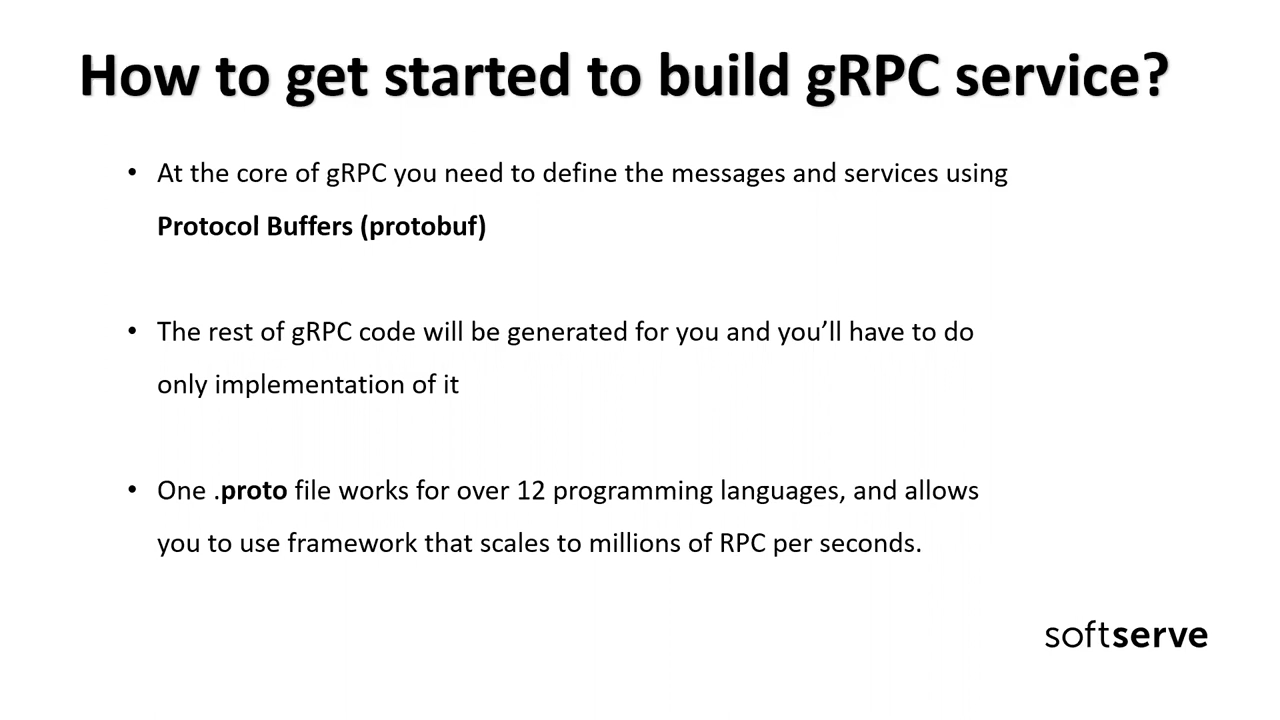 How to get started to build gRPC service?
• At the core of gRPC you need to define the messages and services using
Protocol Buffers (protobuf)
• The rest of gRPC code will be generated for you and you’ll have to do
only implementation of it
• One .proto file works for over 12 programming languages, and allows
you to use framework that scales to millions of RPC per seconds.
softserve